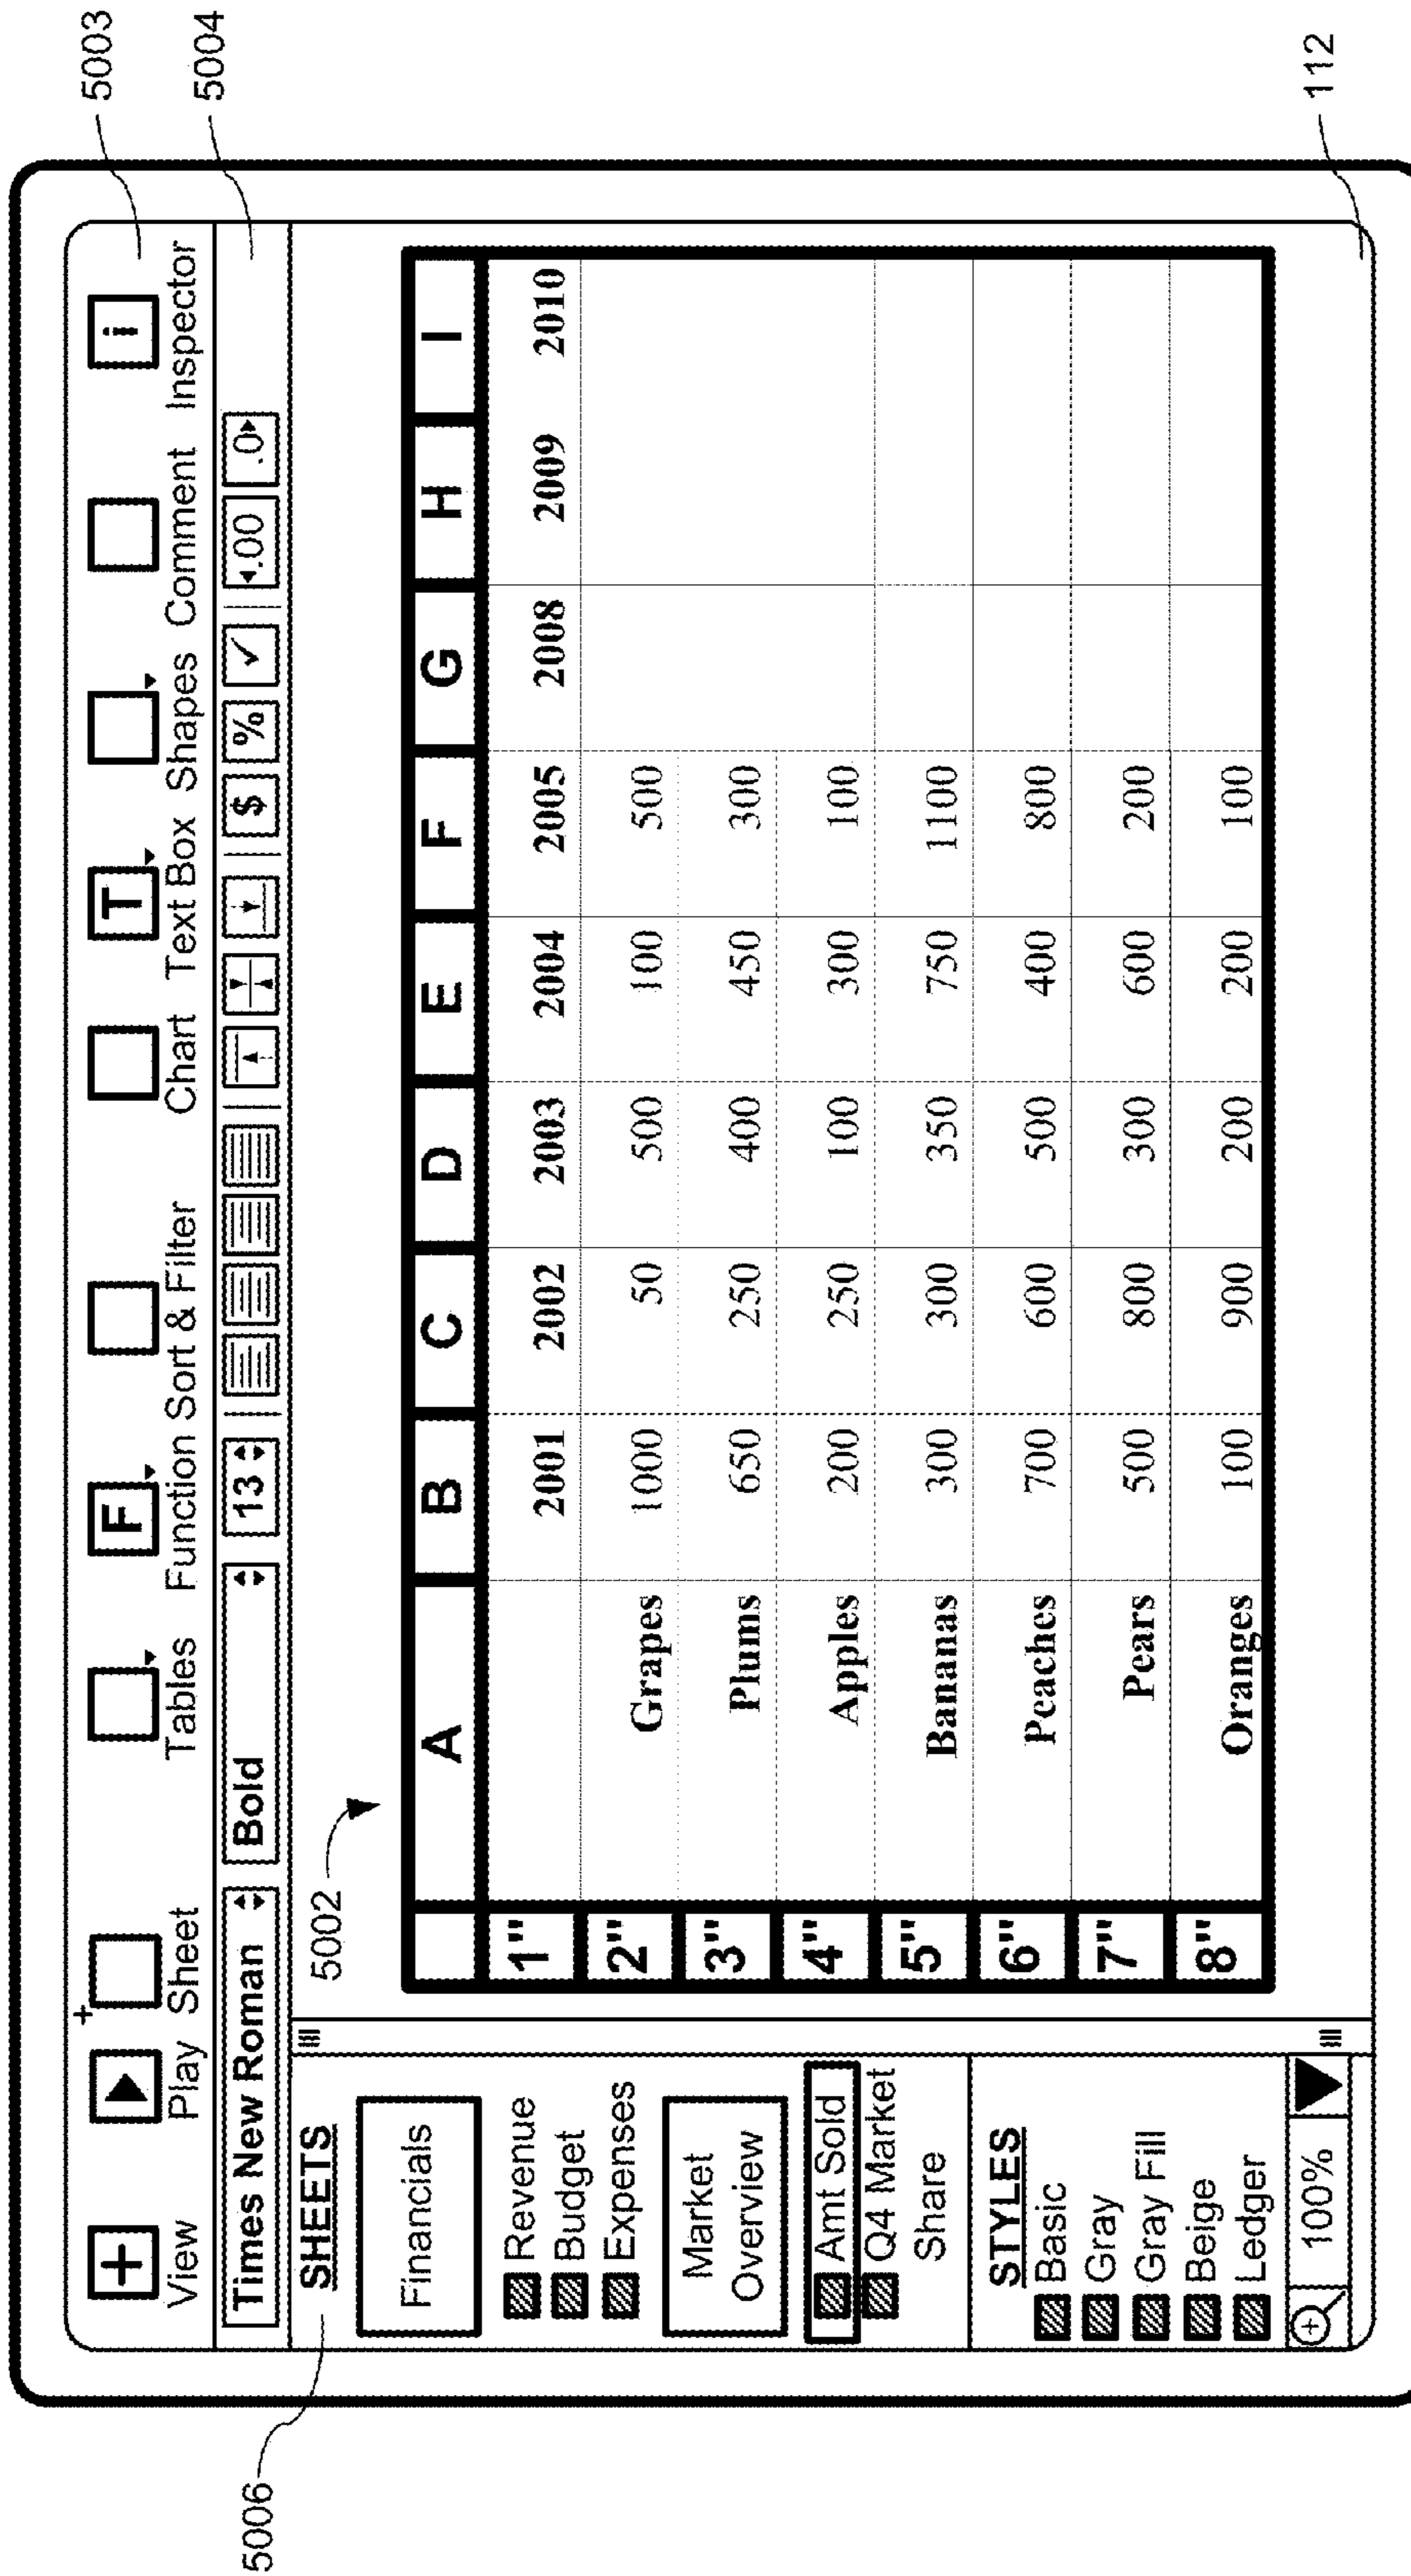 5003
View Play Sheet Tables Function Sort & Filter Chart Text Box Shapes Comment Inspector
+ + F T i
5004
Times New Roman Bold 13 $ % ✓ .00 .0
5006
SHEETS
Financials
Revenue
Budget
Expenses
Market
Overview
Amt Sold
Q4 Market
Share
STYLES
Basic
Gray
Gray Fill
Beige
Ledger
100%
5002
A B C D E F G H I
1" 2001 2002 2003 2004 2005 2008 2009 2010
2" Grapes 1000 50 500 100 500
3" Plums 650 250 400 450 300
4" Apples 200 250 100 300 100
5" Bananas 300 300 350 750 1100
6" Peaches 700 600 500 400 800
7" Pears 500 800 300 600 200
8" Oranges 100 900 200 200 100
112